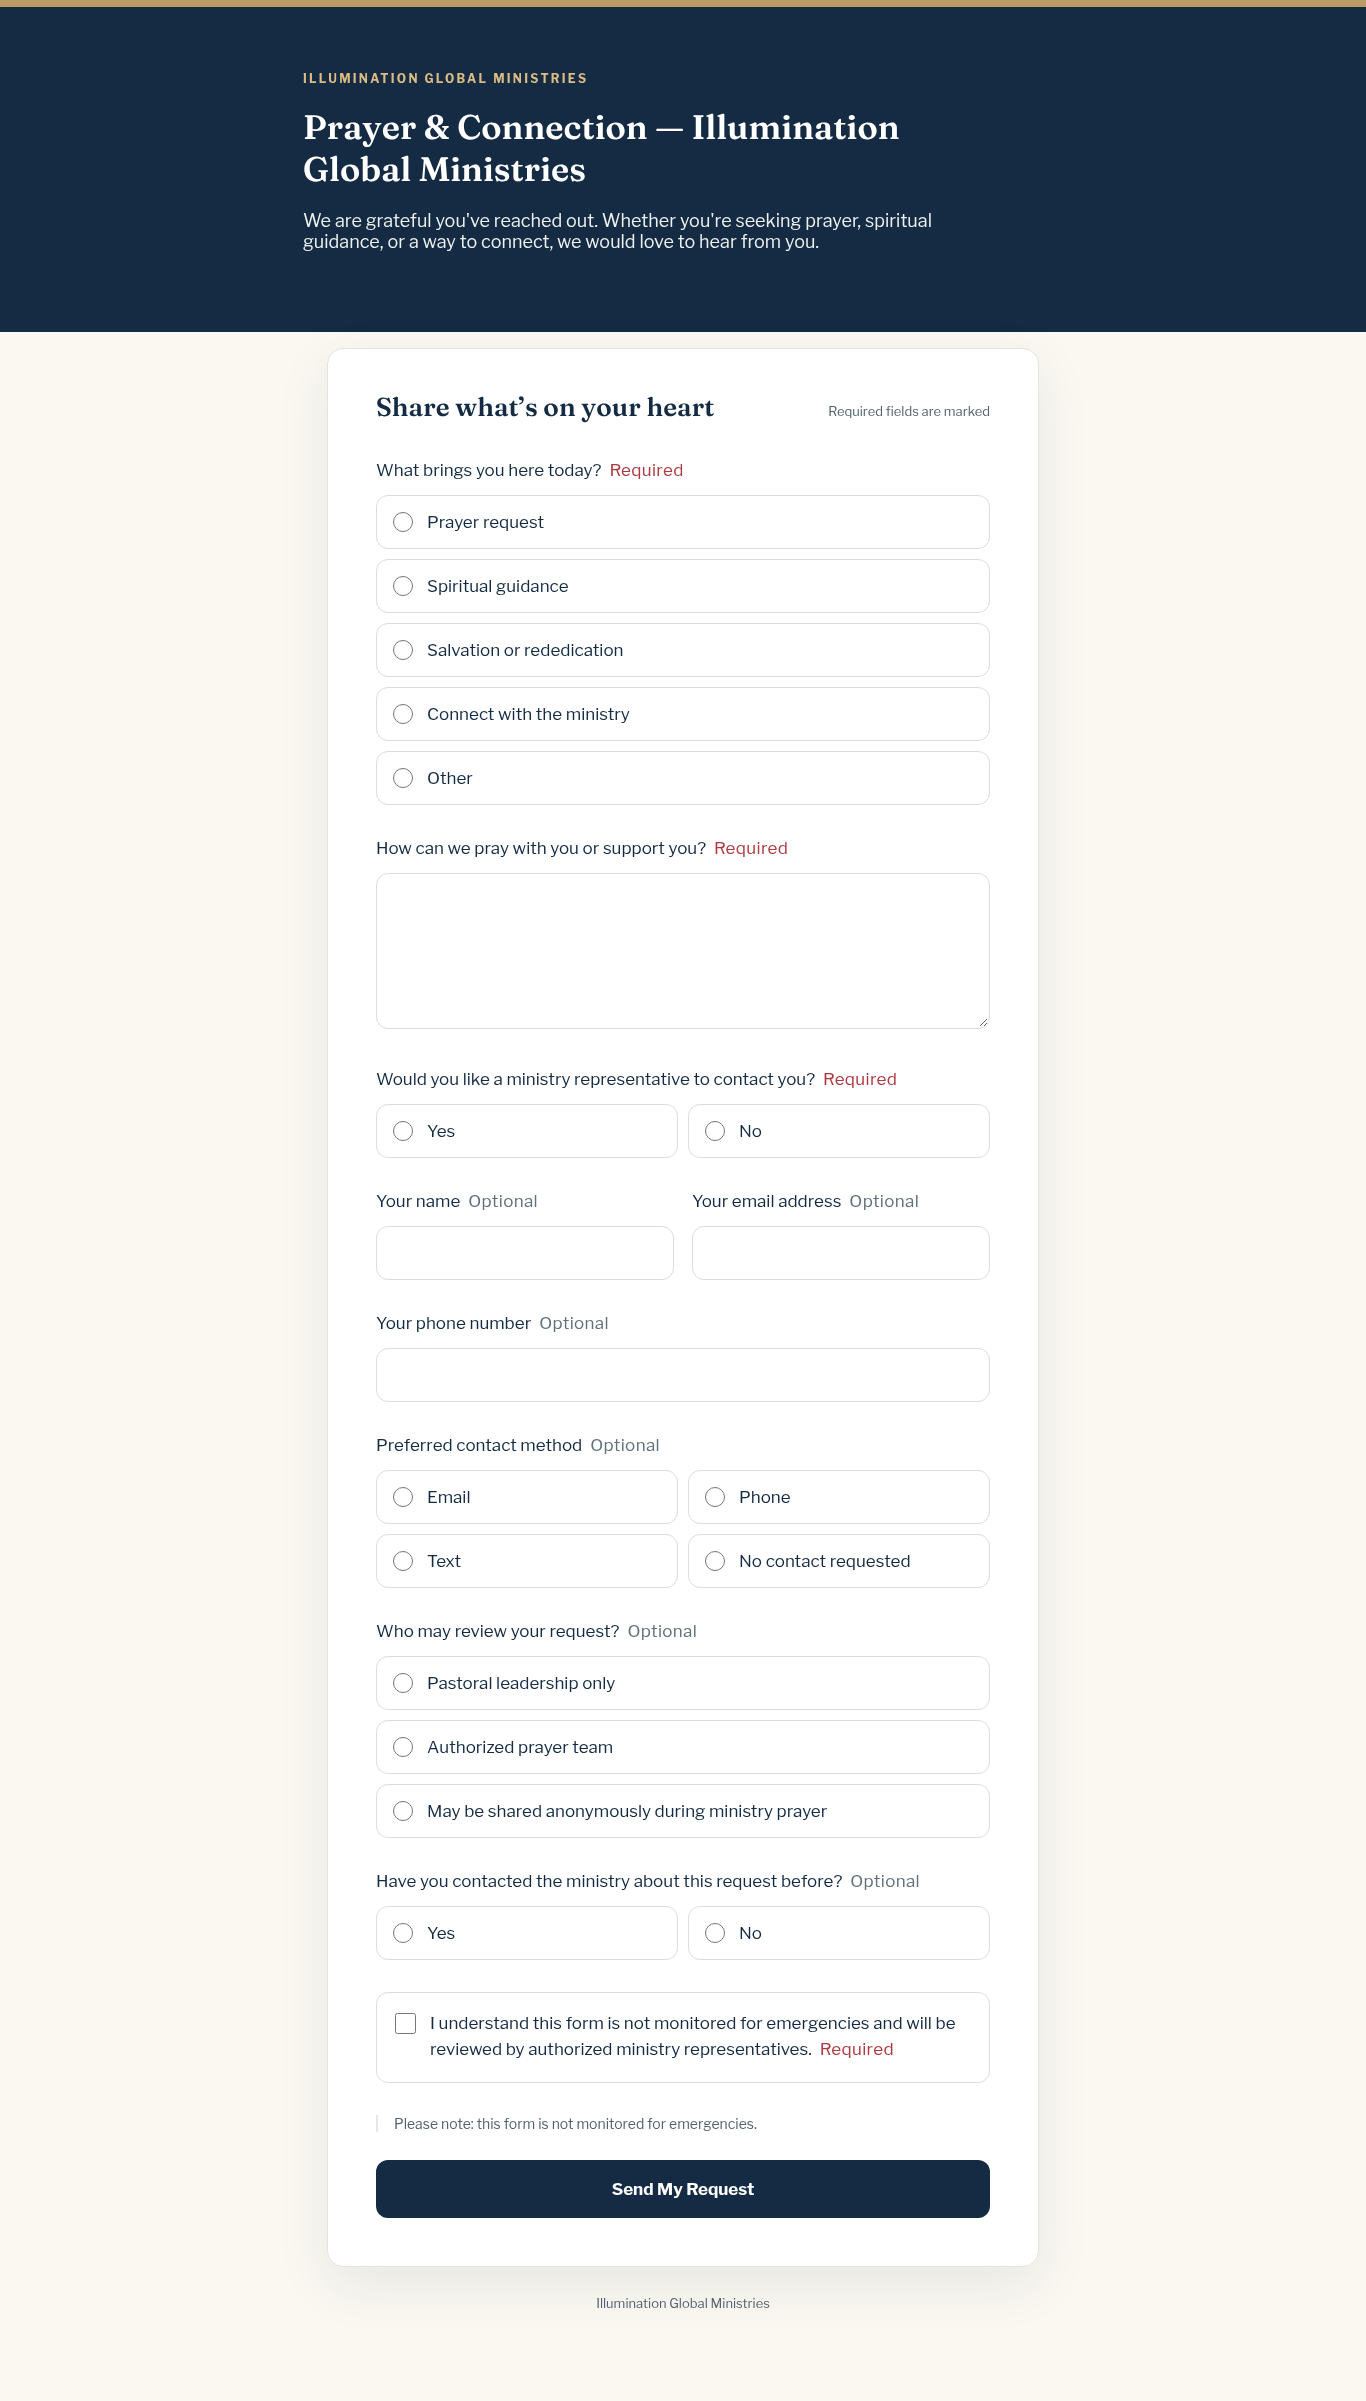 ILLUMINATION GLOBAL MINISTRIES
Prayer & Connection — Illumination
Global Ministries
We are grateful you've reached out. Whether you're seeking prayer, spiritual
guidance, or a way to connect, we would love to hear from you.
Share what’s on your heart
Required fields are marked
What brings you here today? Required
Prayer request
Spiritual guidance
Salvation or rededication
Connect with the ministry
Other
How can we pray with you or support you? Required
Would you like a ministry representative to contact you? Required
Yes
No
Your name Optional
Your email address Optional
Your phone number Optional
Preferred contact method Optional
Email
Phone
Text
No contact requested
Who may review your request? Optional
Pastoral leadership only
Authorized prayer team
May be shared anonymously during ministry prayer
Have you contacted the ministry about this request before? Optional
Yes
No
I understand this form is not monitored for emergencies and will be
reviewed by authorized ministry representatives. Required
Please note: this form is not monitored for emergencies.
Send My Request
Illumination Global Ministries